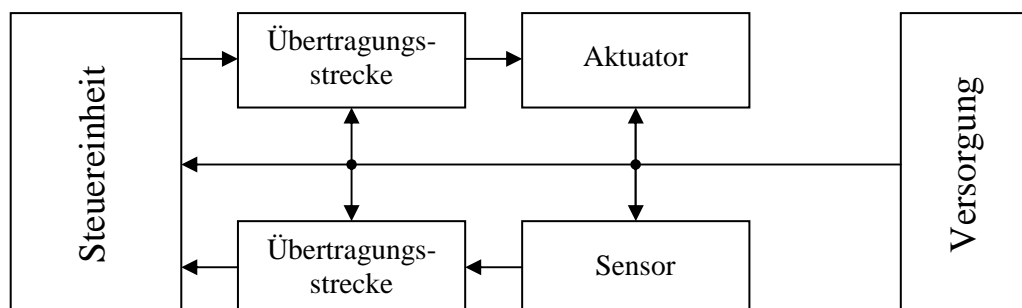 Steuereinheit
Übertragungs-
strecke
Aktuator
Versorgung
Übertragungs-
strecke
Sensor